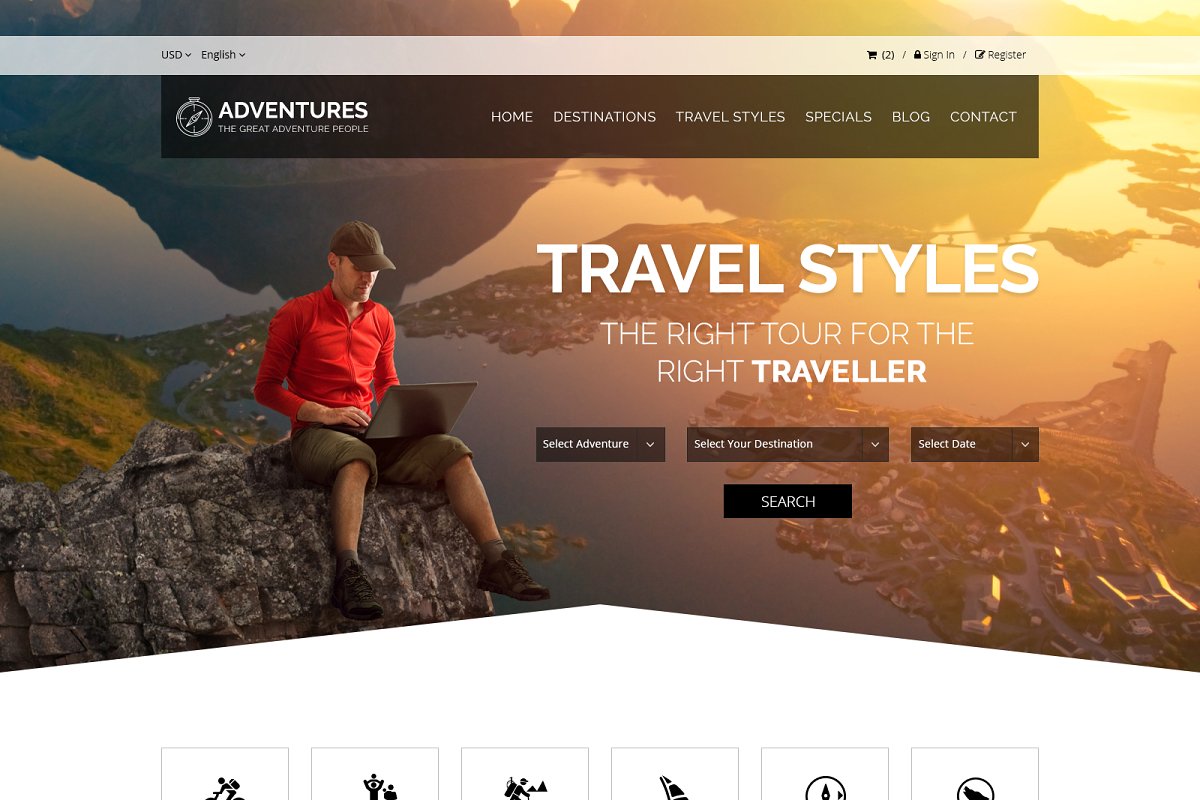 USD English (2) / Sign In / Register
ADVENTURES
THE GREAT ADVENTURE PEOPLE
HOME DESTINATIONS TRAVEL STYLES SPECIALS BLOG CONTACT
TRAVEL STYLES
THE RIGHT TOUR FOR THE
RIGHT TRAVELLER
Select Adventure Select Your Destination Select Date
SEARCH